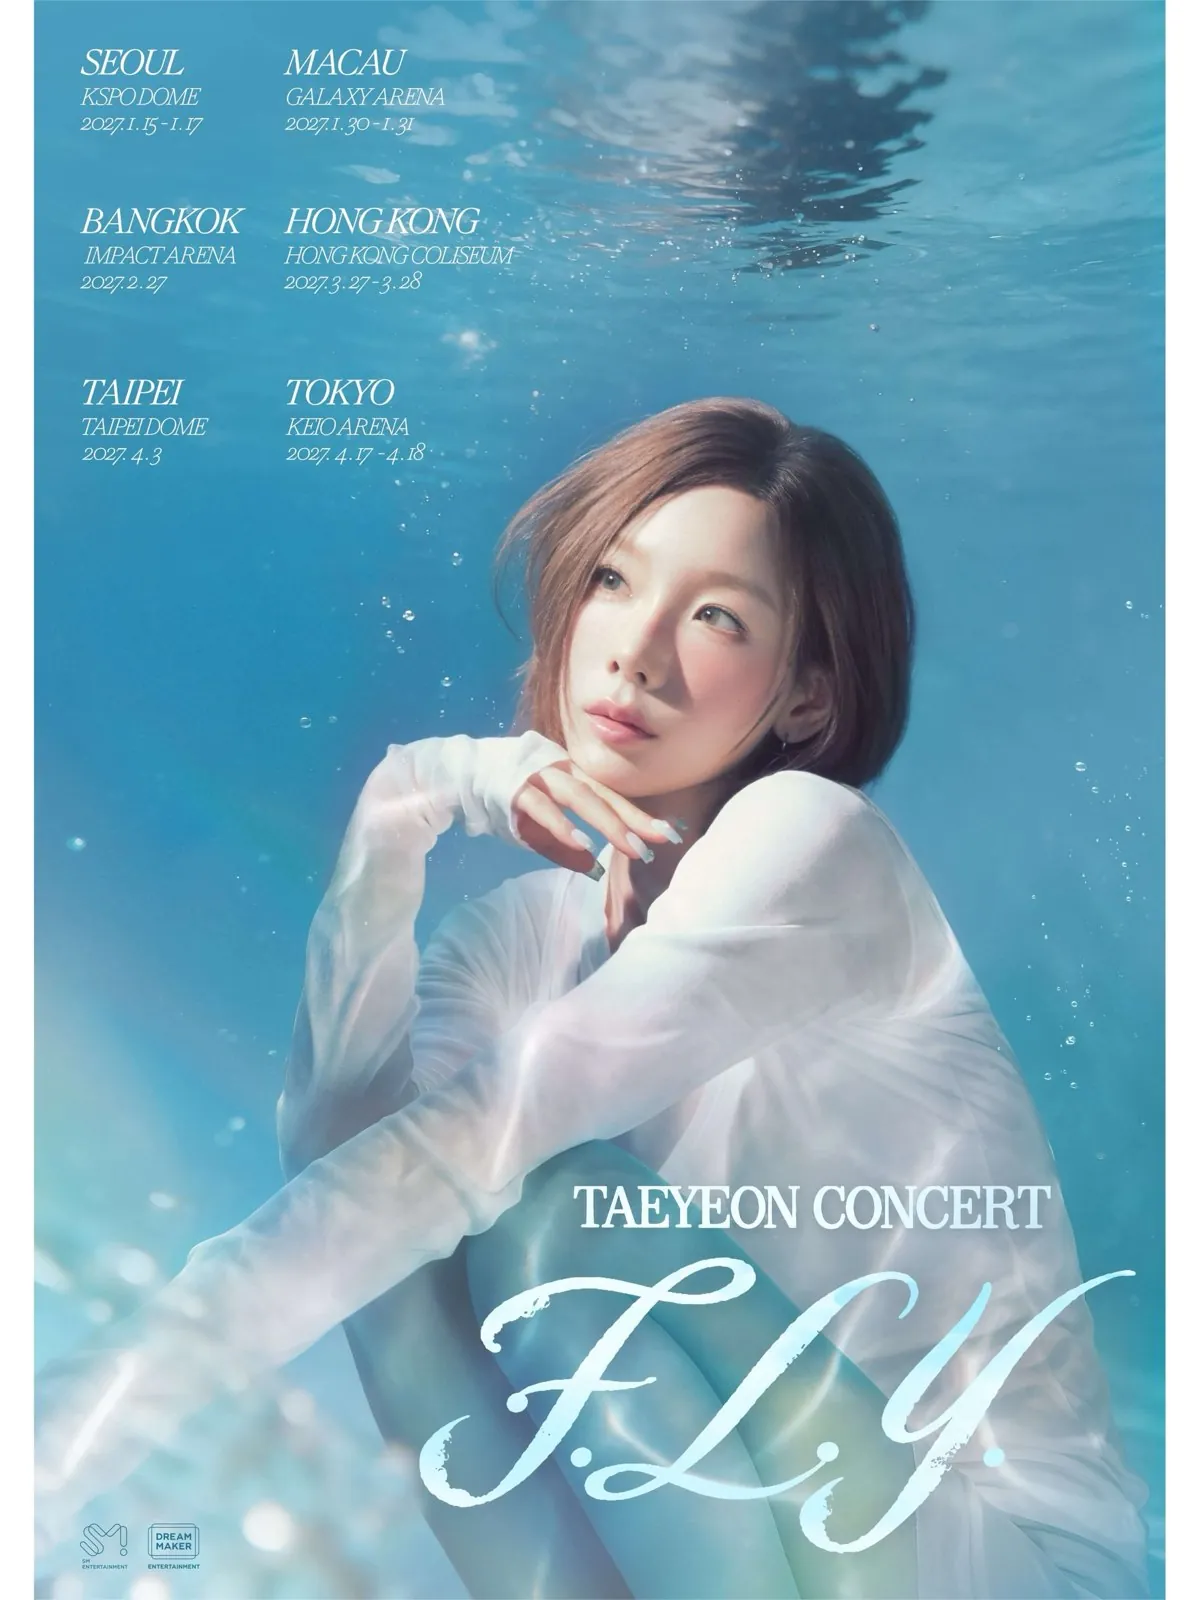 SEOUL
KSPO DOME
2027.1.15 - 1.17
MACAU
GALAXY ARENA
2027.1.30 - 1.31
BANGKOK
IMPACT ARENA
2027.2.27
HONG KONG
HONG KONG COLISEUM
2027.3.27 - 3.28
TAIPEI
TAIPEI DOME
2027.4.3
TOKYO
KEIO ARENA
2027.4.17 - 4.18
TAEYEON CONCERT
F.L.Y.
SM
SM
ENTERTAINMENT
DREAM
MAKER
ENTERTAINMENT